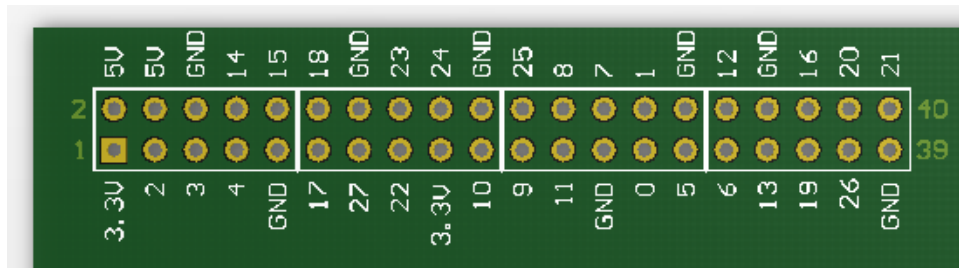 5V 5V GND 14 15 18 GND 23 24 GND 25 8 7 1 GND 12 GND 16 20 21
2 40
1 39
3.3V 2 3 4 GND 17 27 22 3.3V 10 9 11 GND 0 5 6 13 19 26 GND